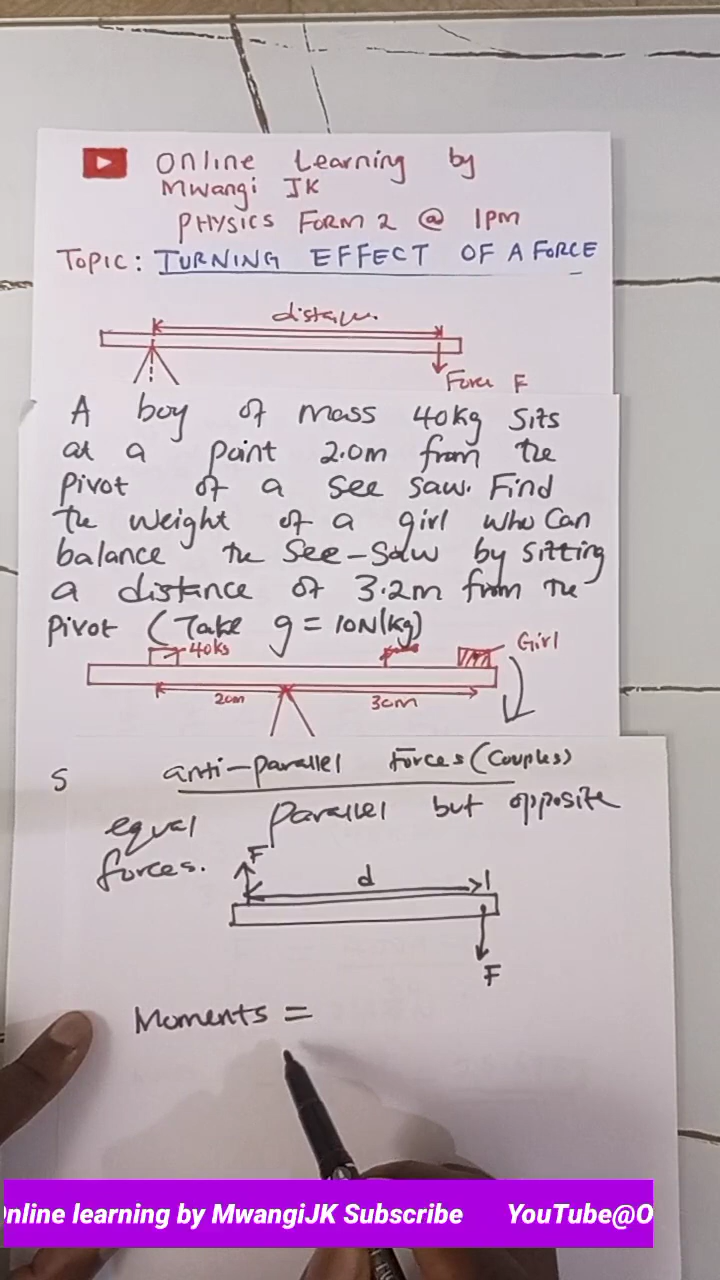 Online Learning by
Mwangi JK
PHYSICS FORM 2 @ 1PM
TOPIC: TURNING EFFECT OF A FORCE
distance.
Force F
A boy of mass 40kg sits
at a point 2.0m from the
pivot of a see saw. Find
the weight of a girl who can
balance the see-saw by sitting
a distance of 3.2m from the
pivot (Take g = 10N/kg)
40kg
Girl
2cm
3cm
S
anti-parallel forces (couples)
equal parallel but opposite
forces.
F
d
F
Moments =
nline learning by MwangiJK Subscribe YouTube@O